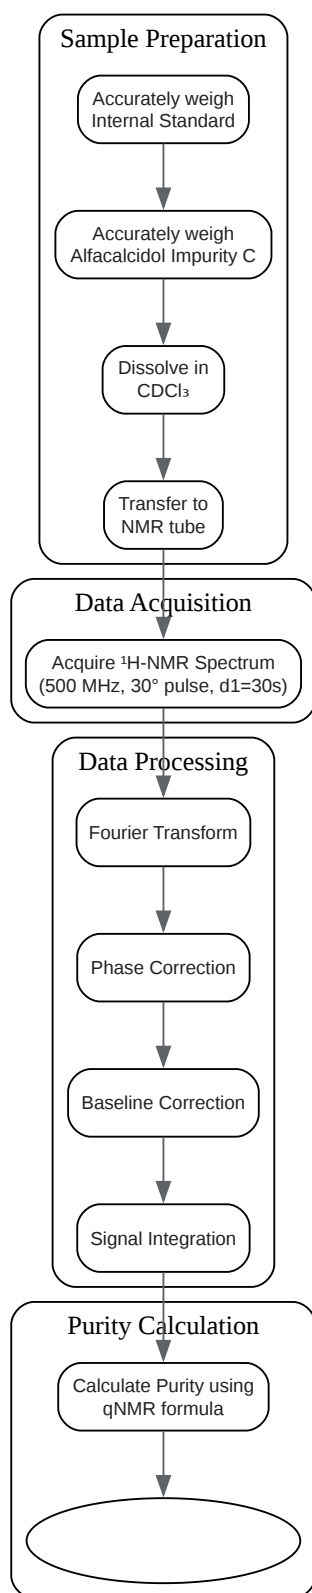 Sample Preparation
Accurately weigh
Internal Standard
Accurately weigh
Alfacalcidol Impurity C
Dissolve in
CDCl₃
Transfer to
NMR tube
Data Acquisition
Acquire ¹H-NMR Spectrum
(500 MHz, 30° pulse, d1=30s)
Data Processing
Fourier Transform
Phase Correction
Baseline Correction
Signal Integration
Purity Calculation
Calculate Purity using
qNMR formula